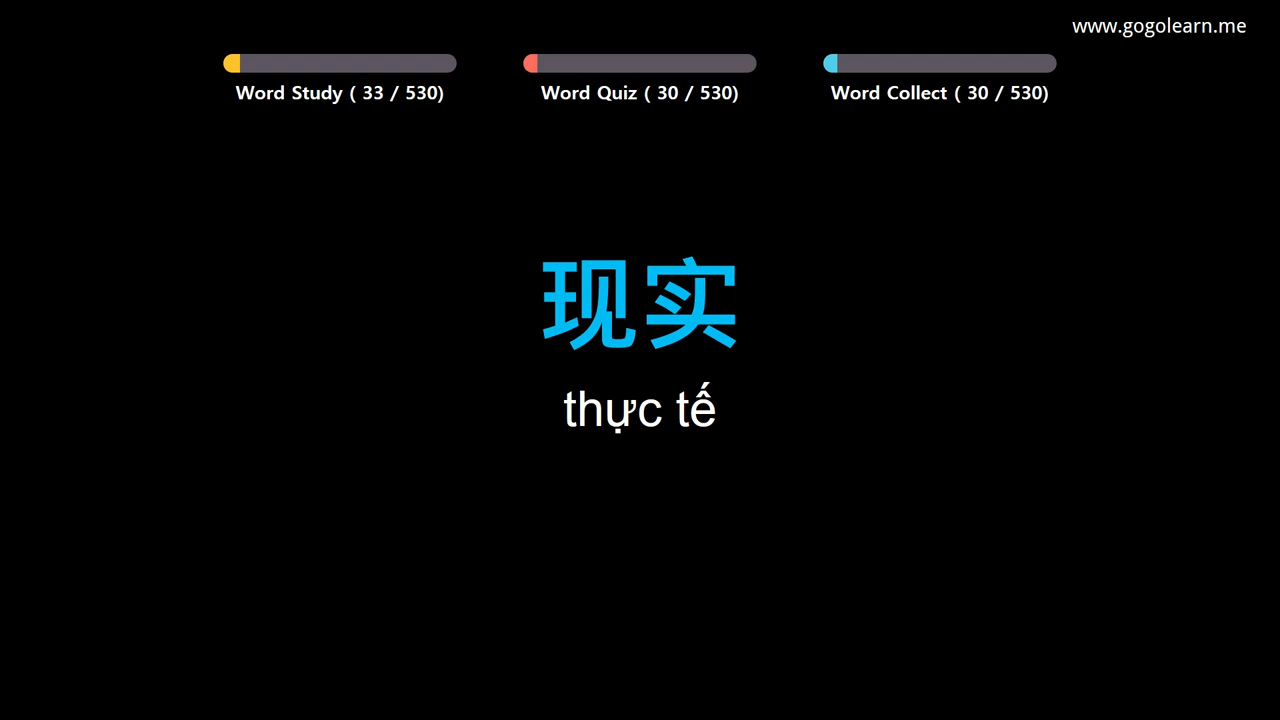 www.gogolearn.me
Word Study ( 33 / 530)
Word Quiz ( 30 / 530)
Word Collect ( 30 / 530)
现实
thực tế